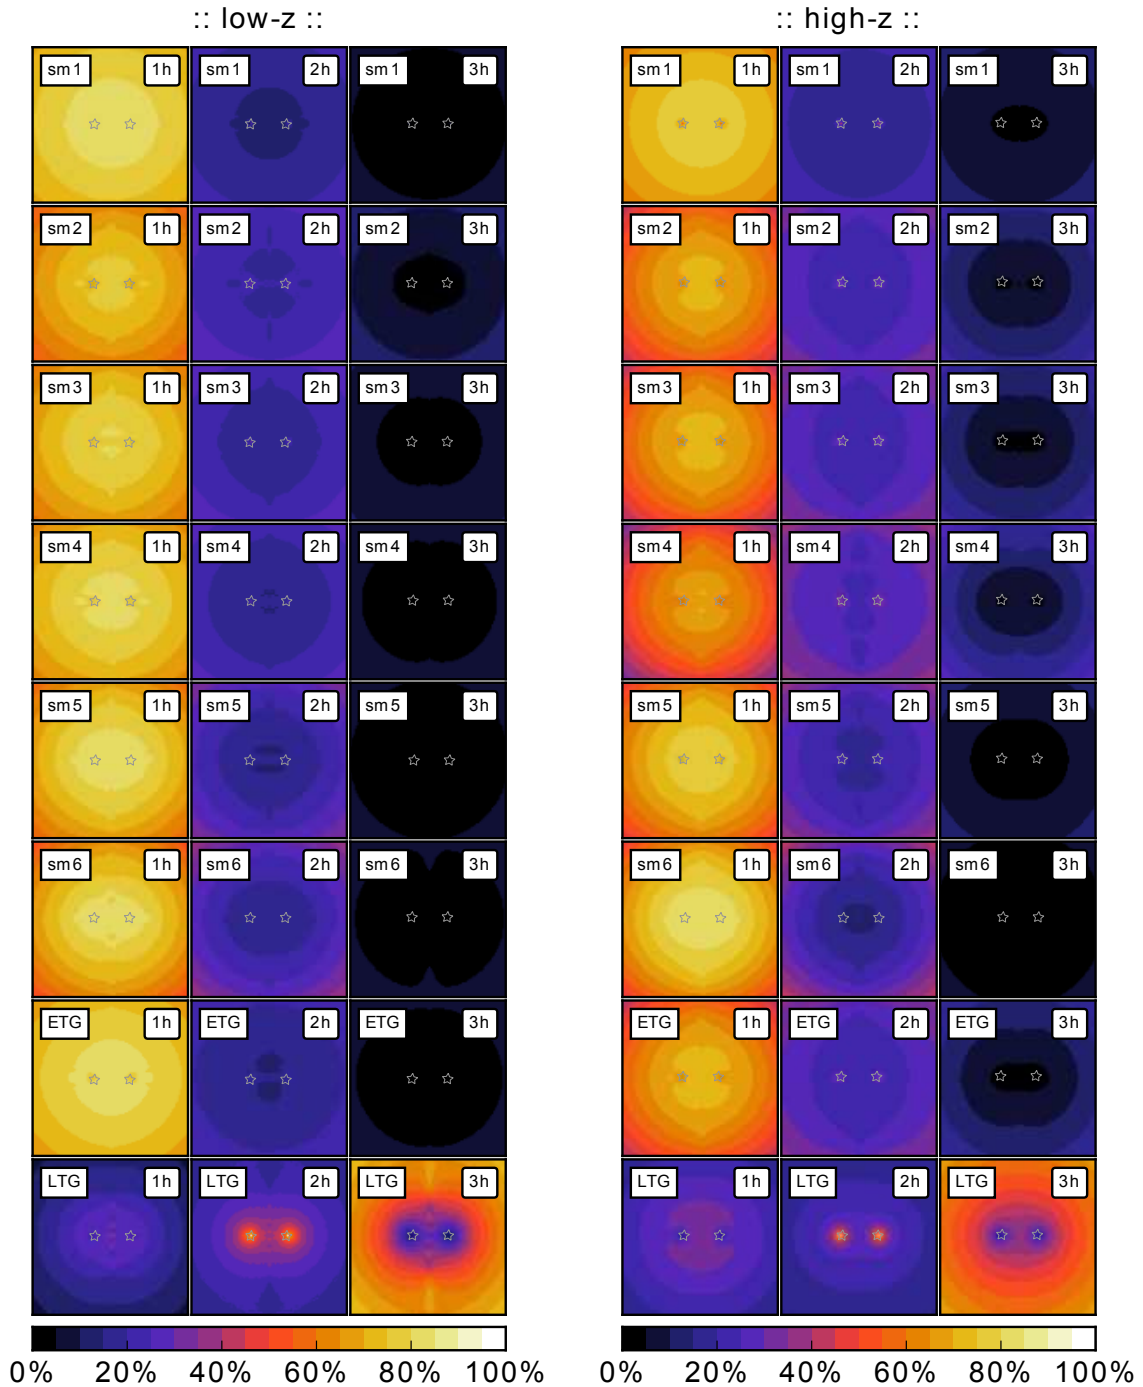 :: low-z :: :: high-z ::
sm1 1h sm1 2h sm1 3h sm1 1h sm1 2h sm1 3h
sm2 1h sm2 2h sm2 3h sm2 1h sm2 2h sm2 3h
sm3 1h sm3 2h sm3 3h sm3 1h sm3 2h sm3 3h
sm4 1h sm4 2h sm4 3h sm4 1h sm4 2h sm4 3h
sm5 1h sm5 2h sm5 3h sm5 1h sm5 2h sm5 3h
sm6 1h sm6 2h sm6 3h sm6 1h sm6 2h sm6 3h
ETG 1h ETG 2h ETG 3h ETG 1h ETG 2h ETG 3h
LTG 1h LTG 2h LTG 3h LTG 1h LTG 2h LTG 3h
0% 20% 40% 60% 80% 100% 0% 20% 40% 60% 80% 100%